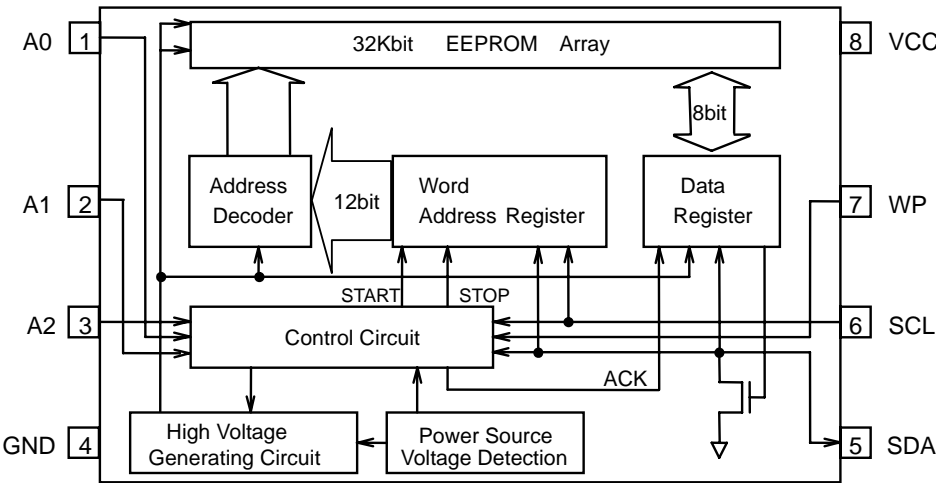 A0 1
32Kbit EEPROM Array
8 VCC
8bit
A1 2
Address
Decoder
12bit
Word
Address Register
Data
Register
7 WP
START
STOP
A2 3
Control Circuit
6 SCL
ACK
GND 4
High Voltage
Generating Circuit
Power Source
Voltage Detection
5 SDA